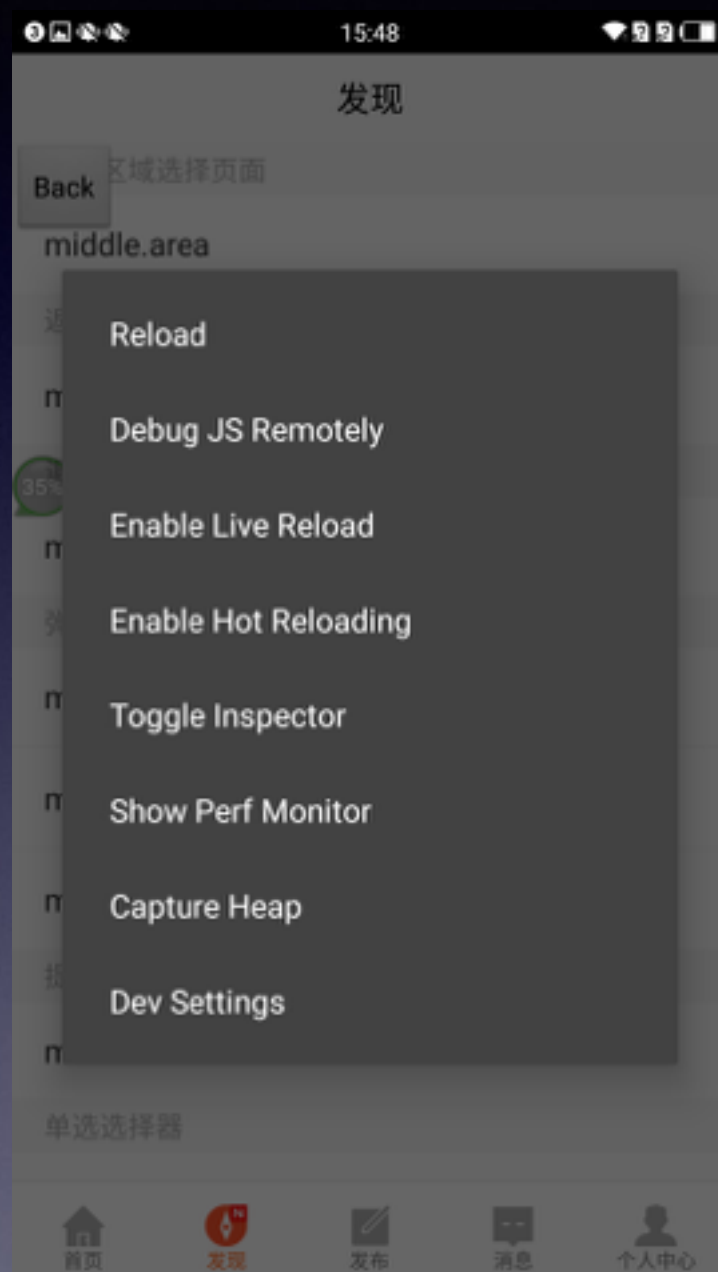 3 15:48
发现
区域选择页面
Back
middle.area
Reload
Debug JS Remotely
35%
Enable Live Reload
Enable Hot Reloading
Toggle Inspector
Show Perf Monitor
Capture Heap
Dev Settings
单选选择器
N
首页 发现 发布 消息 个人中心